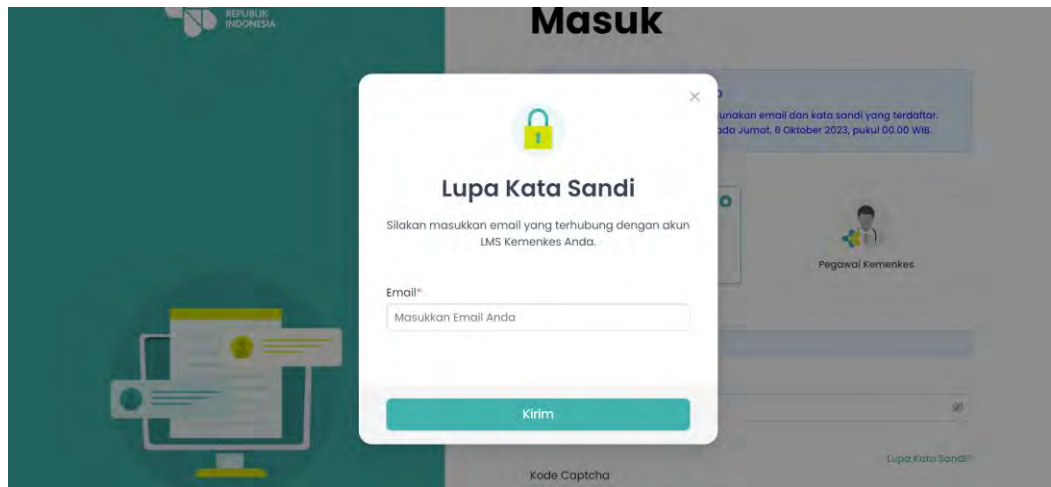 REPUBLIK
INDONESIA
Masuk
unakan email dan kata sandi yang terdaftar.
Jumat, 6 Oktober 2023, pukul 00.00 WIB.
Lupa Kata Sandi
Silakan masukkan email yang terhubung dengan akun
LMS Kemenkes Anda.
Pegawai Kemenkes
Email*
Masukkan Email Anda
Kirim
Lupa Kata Sandi?
Kode Captcha